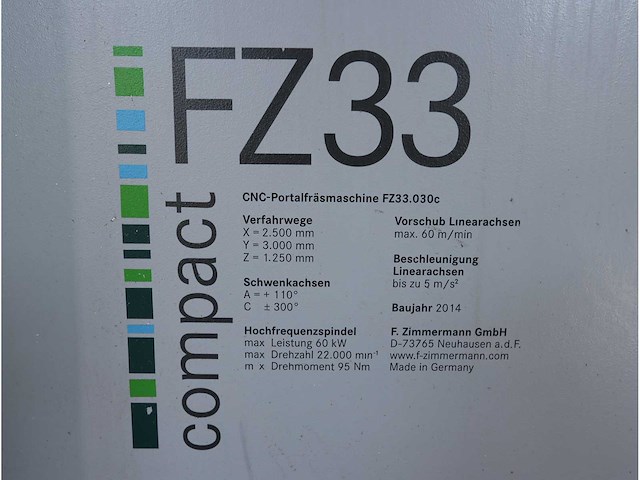 FZ33
compact
CNC-Portalfräsmaschine FZ33.030c
Verfahrwege
X = 2.500 mm
Y = 3.000 mm
Z = 1.250 mm
Schwenkachsen
A = + 110°
C ± 300°
Hochfrequenzspindel
max Leistung 60 kW
max Drehzahl 22.000 min⁻¹
m x Drehmoment 95 Nm
Vorschub Linearachsen
max. 60 m/min
Beschleunigung
Linearachsen
bis zu 5 m/s²
Baujahr 2014
F. Zimmermann GmbH
D-73765 Neuhausen a.d.F.
www.f-zimmermann.com
Made in Germany